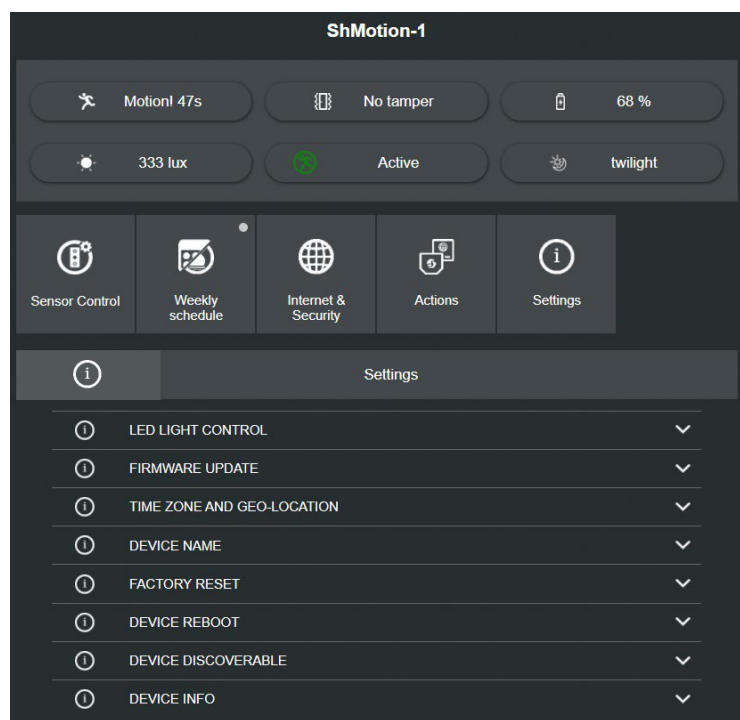 ShMotion-1
Motion! 47s
No tamper
68 %
333 lux
Active
twilight
Sensor Control
Weekly
schedule
Internet &
Security
Actions
Settings
Settings
LED LIGHT CONTROL
FIRMWARE UPDATE
TIME ZONE AND GEO-LOCATION
DEVICE NAME
FACTORY RESET
DEVICE REBOOT
DEVICE DISCOVERABLE
DEVICE INFO